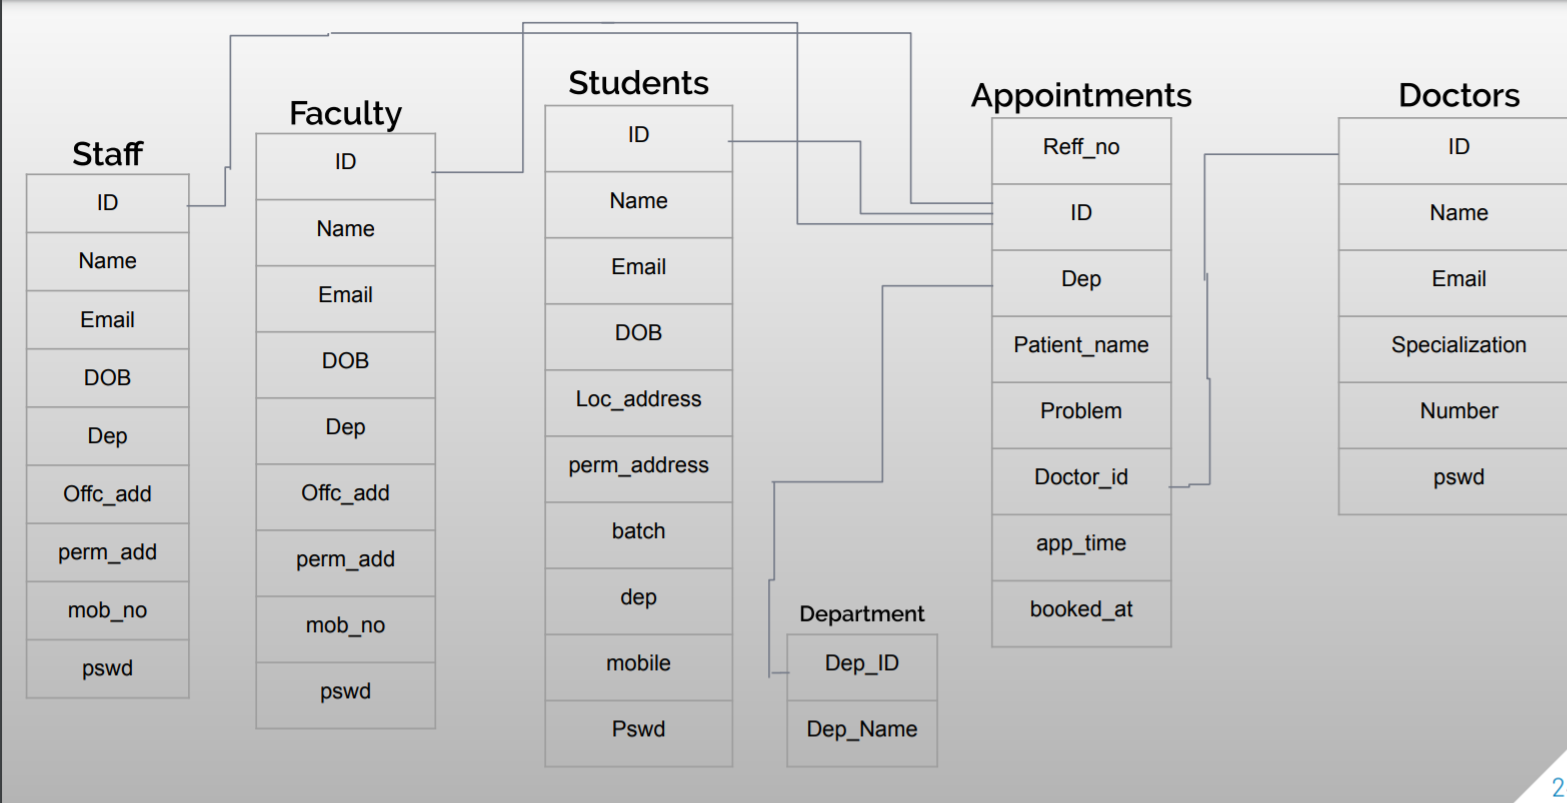 Staff
ID
Name
Email
DOB
Dep
Offc_add
perm_add
mob_no
pswd
Faculty
ID
Name
Email
DOB
Dep
Offc_add
perm_add
mob_no
pswd
Students
ID
Name
Email
DOB
Loc_address
perm_address
batch
dep
mobile
Pswd
Department
Dep_ID
Dep_Name
Appointments
Reff_no
ID
Dep
Patient_name
Problem
Doctor_id
app_time
booked_at
Doctors
ID
Name
Email
Specialization
Number
pswd
2